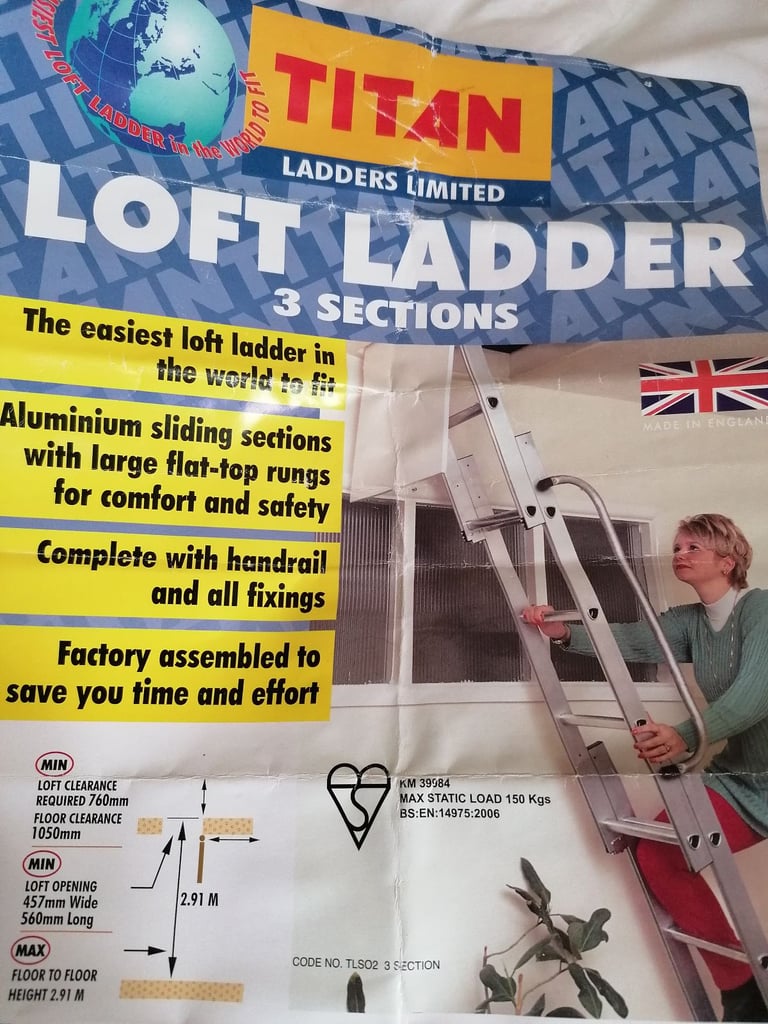 EASIEST LOFT LADDER in the WORLD TO FIT
TITAN
LADDERS LIMITED
LOFT LADDER
3 SECTIONS
The easiest loft ladder in
the world to fit
Aluminium sliding sections
with large flat-top rungs
for comfort and safety
Complete with handrail
and all fixings
Factory assembled to
save you time and effort
MADE IN ENGLAND
MIN
LOFT CLEARANCE
REQUIRED 760mm
FLOOR CLEARANCE
1050mm
MIN
LOFT OPENING
457mm Wide
560mm Long
MAX
FLOOR TO FLOOR
HEIGHT 2.91 M
2.91 M
KM 39984
MAX STATIC LOAD 150 Kgs
BS:EN:14975:2006
CODE NO. TLSO2 3 SECTION